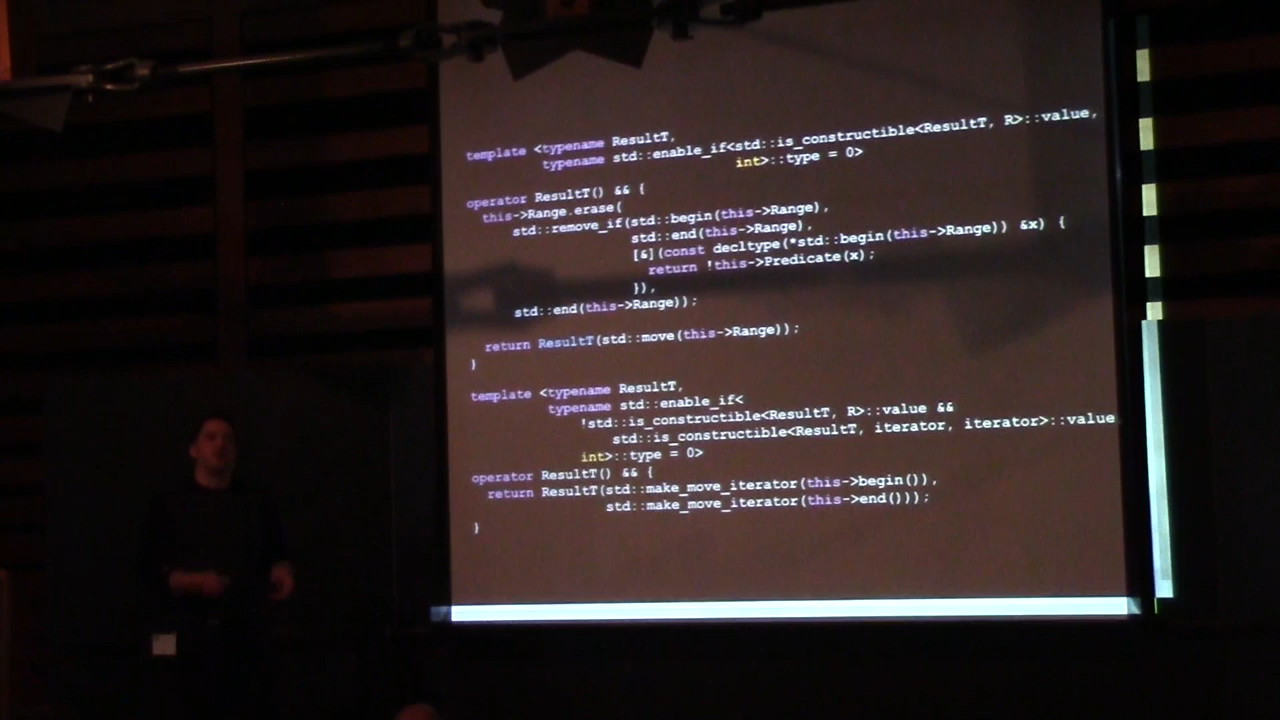 template <typename ResultT,
typename std::enable_if<std::is_constructible<ResultT, R>::value,
int>::type = 0>
operator ResultT() && {
this->Range.erase(
std::remove_if(std::begin(this->Range),
std::end(this->Range),
[&](const decltype(*std::begin(this->Range)) &x) {
return !this->Predicate(x);
}),
std::end(this->Range));
return ResultT(std::move(this->Range));
}
template <typename ResultT,
typename std::enable_if<
!std::is_constructible<ResultT, R>::value &&
std::is_constructible<ResultT, iterator, iterator>::value
int>::type = 0>
operator ResultT() && {
return ResultT(std::make_move_iterator(this->begin()),
std::make_move_iterator(this->end()));
}